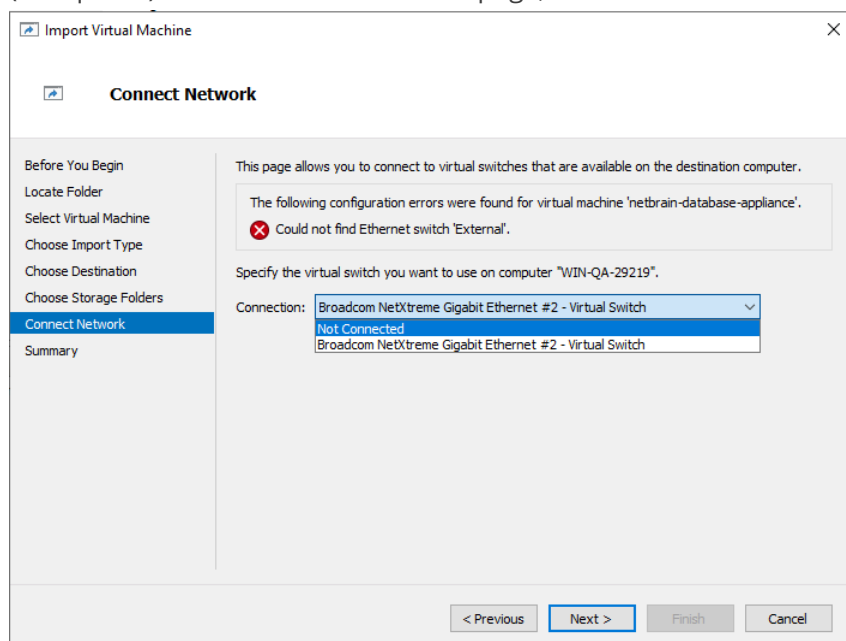 Import Virtual Machine
Connect Network
Before You Begin
Locate Folder
Select Virtual Machine
Choose Import Type
Choose Destination
Choose Storage Folders
Connect Network
Summary
This page allows you to connect to virtual switches that are available on the destination computer.
The following configuration errors were found for virtual machine 'netbrain-database-appliance'.
Could not find Ethernet switch 'External'.
Specify the virtual switch you want to use on computer "WIN-QA-29219".
Connection: Broadcom NetXtreme Gigabit Ethernet #2 - Virtual Switch
Not Connected
Broadcom NetXtreme Gigabit Ethernet #2 - Virtual Switch
< Previous Next > Finish Cancel